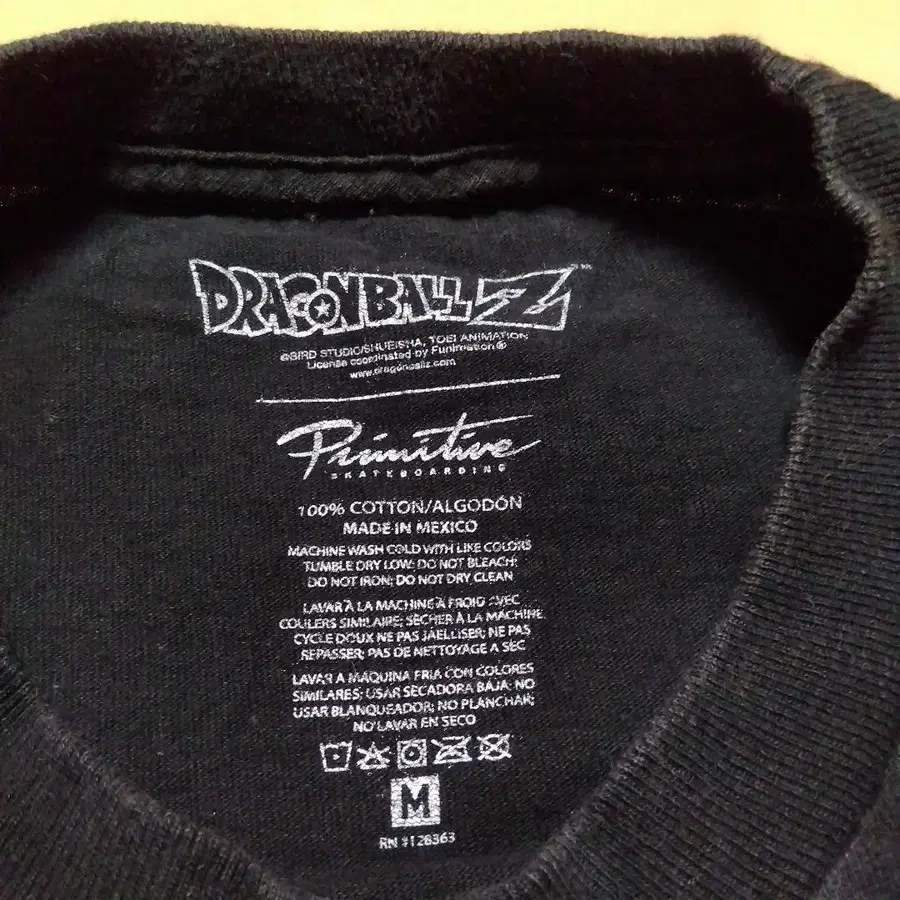 DRAGONBALL Z™
©BIRD STUDIO/SHUEISHA, TOEI ANIMATION
License coordinated by Funimation®
www.dragonballz.com
Primitive
SKATEBOARDING
100% COTTON/ALGODÓN
MADE IN MEXICO
MACHINE WASH COLD WITH LIKE COLORS
TUMBLE DRY LOW; DO NOT BLEACH;
DO NOT IRON; DO NOT DRY CLEAN
LAVAR À LA MACHINE À FROID AVEC
COULERS SIMILAIRE; SÉCHER À LA MACHINE
CYCLE DOUX NE PAS JAELLISER; NE PAS
REPASSER; PAS DE NETTOYAGE A SEC
LAVAR A MAQUINA FRIA CON COLORES
SIMILARES; USAR SECADORA BAJA; NO
USAR BLANQUEADOR; NO PLANCHAR;
NO LAVAR EN SECO
M
RN #128363